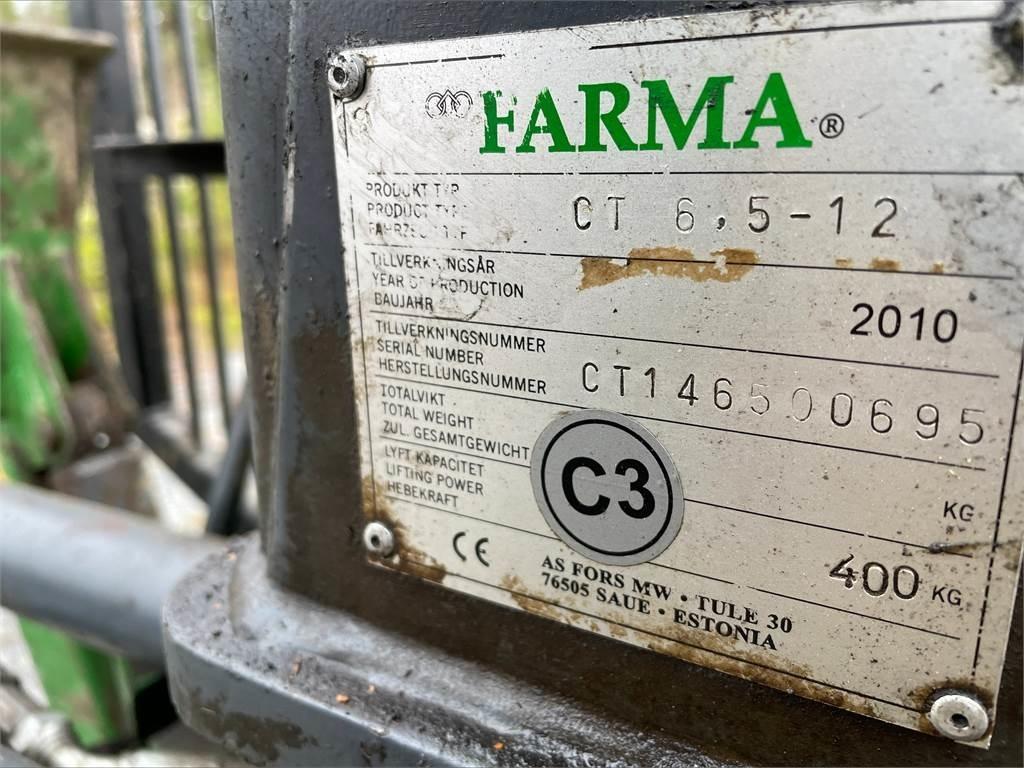 FARMA®
PRODUKT TYP
PRODUCT TYPE CT 6,5-12
TILLVERKNINGSÅR
YEAR OF PRODUCTION
BAUJAHR 2010
TILLVERKNINGSNUMMER
SERIAL NUMBER
HERSTELLUNGSNUMMER CT146500695
TOTALVIKT
TOTAL WEIGHT
ZUL. GESAMTGEWICHT KG
LYFT KAPACITET
LIFTING POWER
HEBEKRAFT 400 KG
C3
CE
AS FORS MW · TULE 30
76505 SAUE · ESTONIA